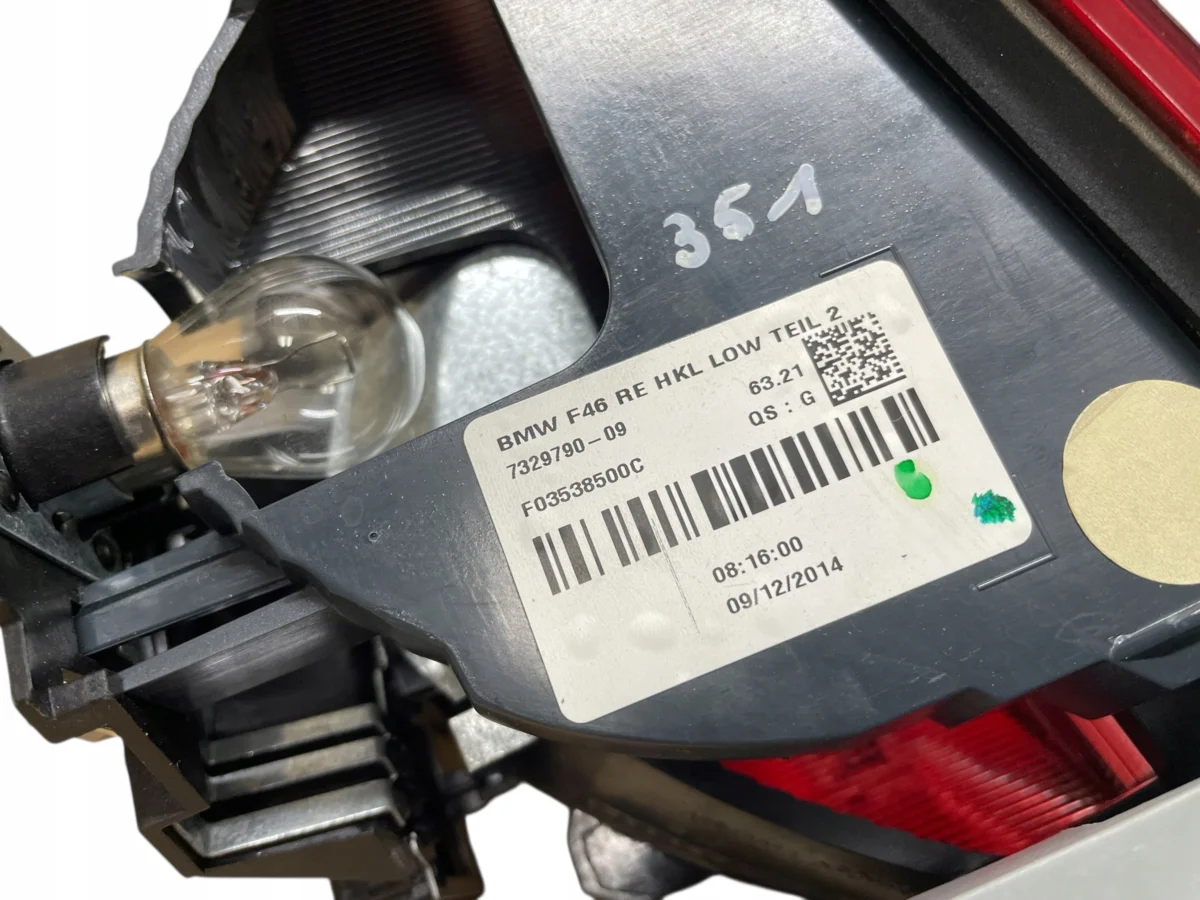 351
BMW F46 RE HKL LOW TEIL 2
7329790-09
63.21
F03538500C
QS : G
08:16:00
09/12/2014